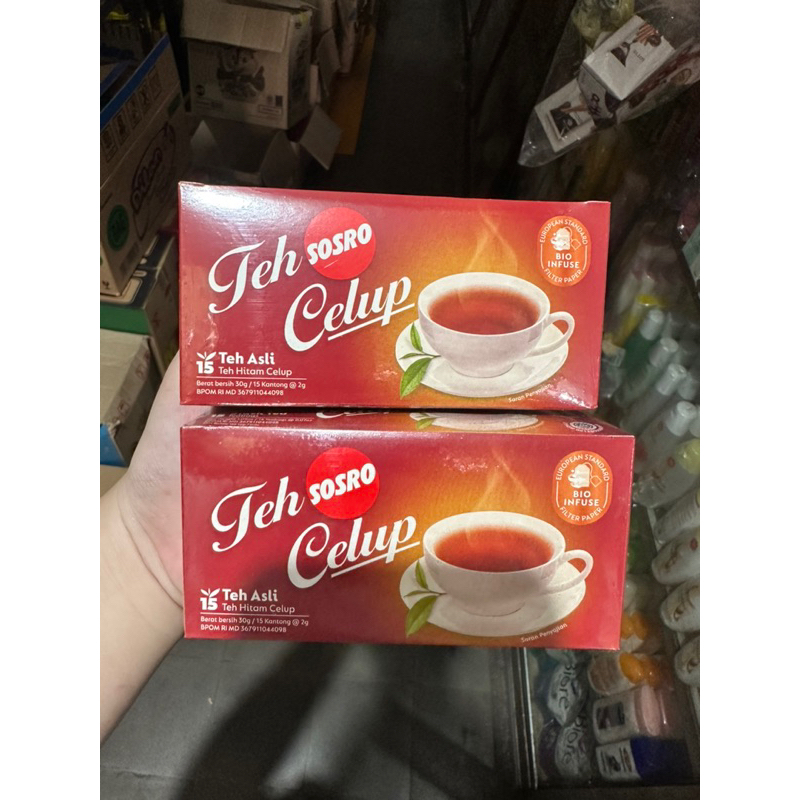 Teh SOSRO
Celup
EUROPEAN STANDARD
BIO
INFUSE
FILTER PAPER
15 Teh Asli
Teh Hitam Celup
Berat bersih 30g / 15 Kantong @ 2g
BPOM RI MD 367911044098
Saran Penyajian
Teh SOSRO
Celup
EUROPEAN STANDARD
BIO
INFUSE
FILTER PAPER
15 Teh Asli
Teh Hitam Celup
Berat bersih 30g / 15 Kantong @ 2g
BPOM RI MD 367911044098
Saran Penyajian
Bioré
Bioré